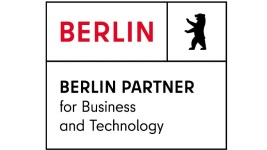 BERLIN
BERLIN PARTNER
for Business
and Technology